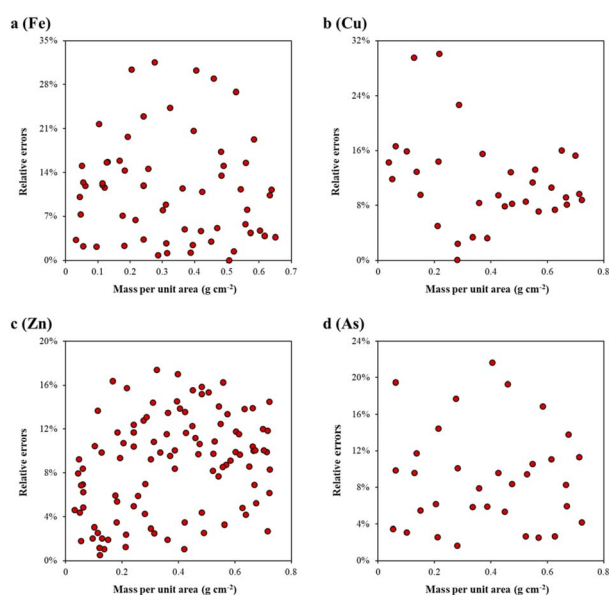 a (Fe)
35%
28%
21%
14%
7%
0%
Relative errors
0 0.1 0.2 0.3 0.4 0.5 0.6 0.7
Mass per unit area (g cm⁻²)
b (Cu)
32%
24%
16%
8%
0%
Relative errors
0 0.2 0.4 0.6 0.8
Mass per unit area (g cm⁻²)
c (Zn)
20%
16%
12%
8%
4%
0%
Relative errors
0 0.2 0.4 0.6 0.8
Mass per unit area (g cm⁻²)
d (As)
24%
20%
16%
12%
8%
4%
0%
Relative errors
0 0.2 0.4 0.6 0.8
Mass per unit area (g cm⁻²)